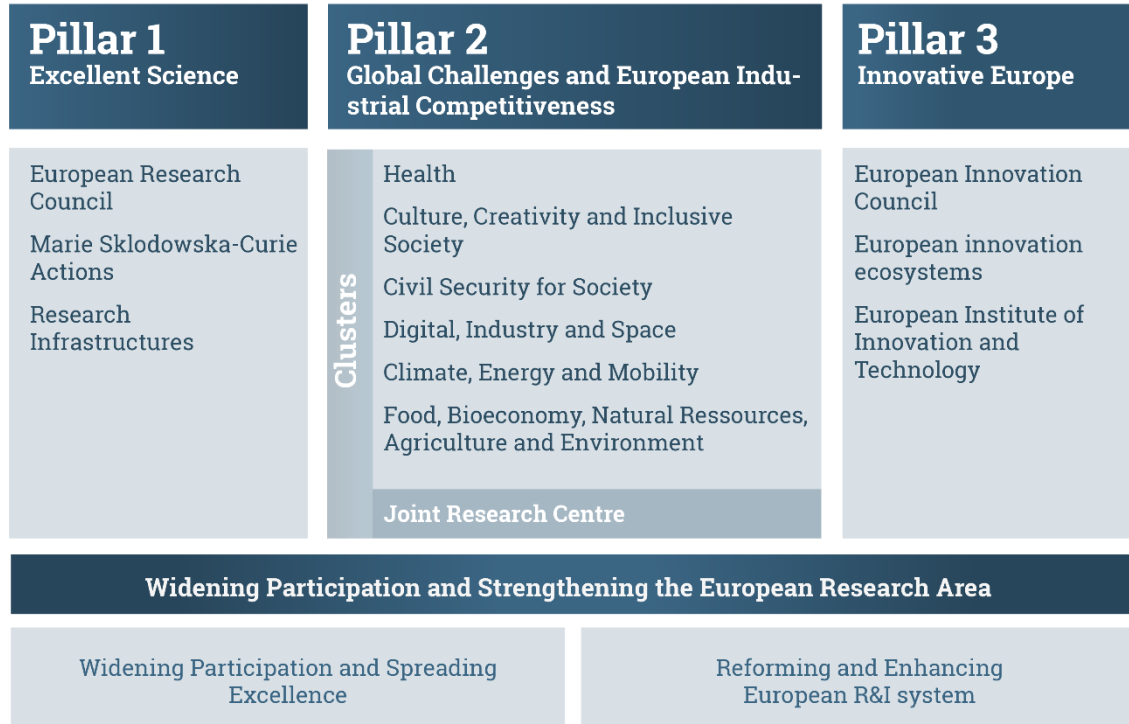 Pillar 1
Excellent Science
European Research
Council
Marie Sklodowska-Curie
Actions
Research
Infrastructures
Pillar 2
Global Challenges and European Indu-
strial Competitiveness
Clusters
Health
Culture, Creativity and Inclusive
Society
Civil Security for Society
Digital, Industry and Space
Climate, Energy and Mobility
Food, Bioeconomy, Natural Ressources,
Agriculture and Environment
Joint Research Centre
Pillar 3
Innovative Europe
European Innovation
Council
European innovation
ecosystems
European Institute of
Innovation and
Technology
Widening Participation and Strengthening the European Research Area
Widening Participation and Spreading
Excellence
Reforming and Enhancing
European R&I system